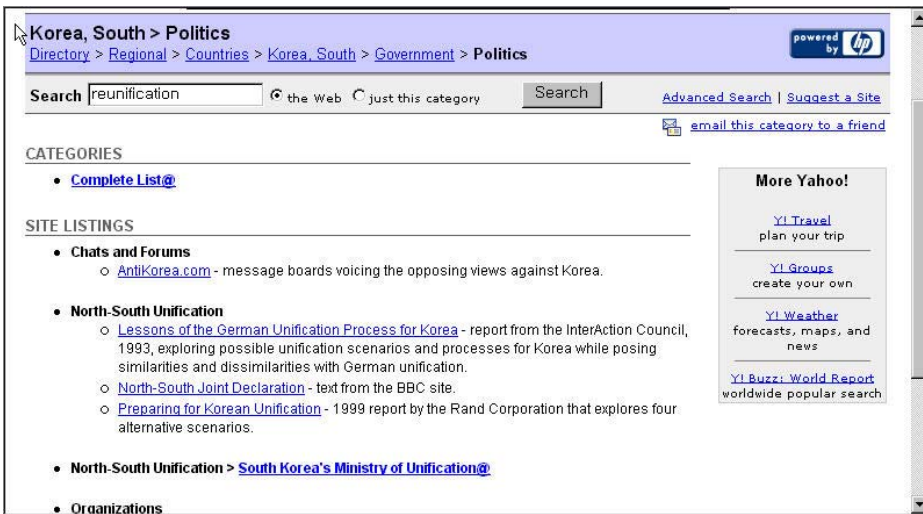 Korea, South > Politics
Directory > Regional > Countries > Korea, South > Government > Politics
powered by hp
Search reunification the Web just this category Search
Advanced Search | Suggest a Site
email this category to a friend
CATEGORIES
Complete List@
SITE LISTINGS
Chats and Forums
AntiKorea.com - message boards voicing the opposing views against Korea.
North-South Unification
Lessons of the German Unification Process for Korea - report from the InterAction Council,
1993, exploring possible unification scenarios and processes for Korea while posing
similarities and dissimilarities with German unification.
North-South Joint Declaration - text from the BBC site.
Preparing for Korean Unification - 1999 report by the Rand Corporation that explores four
alternative scenarios.
North-South Unification > South Korea's Ministry of Unification@
Organizations
More Yahoo!
Y! Travel
plan your trip
Y! Groups
create your own
Y! Weather
forecasts, maps, and
news
Y! Buzz: World Report
worldwide popular search